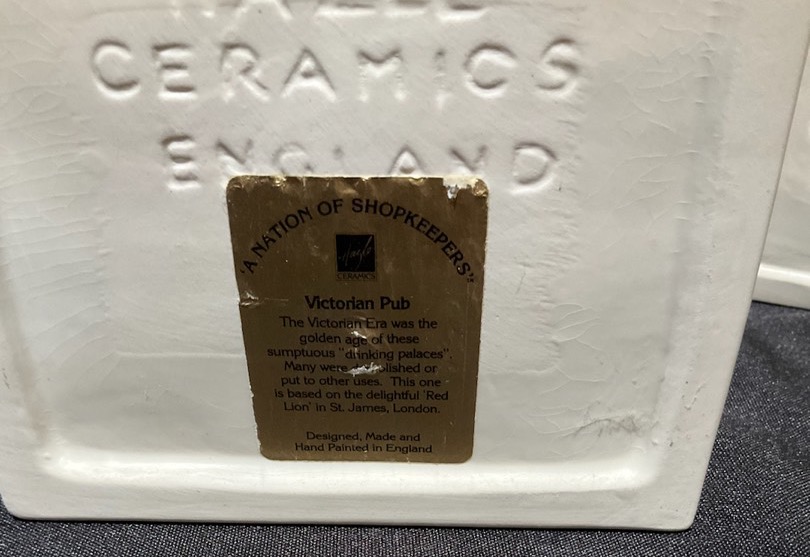 CERAMICS
ENGLAND
'A NATION OF SHOPKEEPERS'
CERAMICS
Victorian Pub
The Victorian Era was the
golden age of these
sumptuous "drinking palaces".
Many were demolished or
put to other uses. This one
is based on the delightful 'Red
Lion' in St. James, London.
Designed, Made and
Hand Painted in England